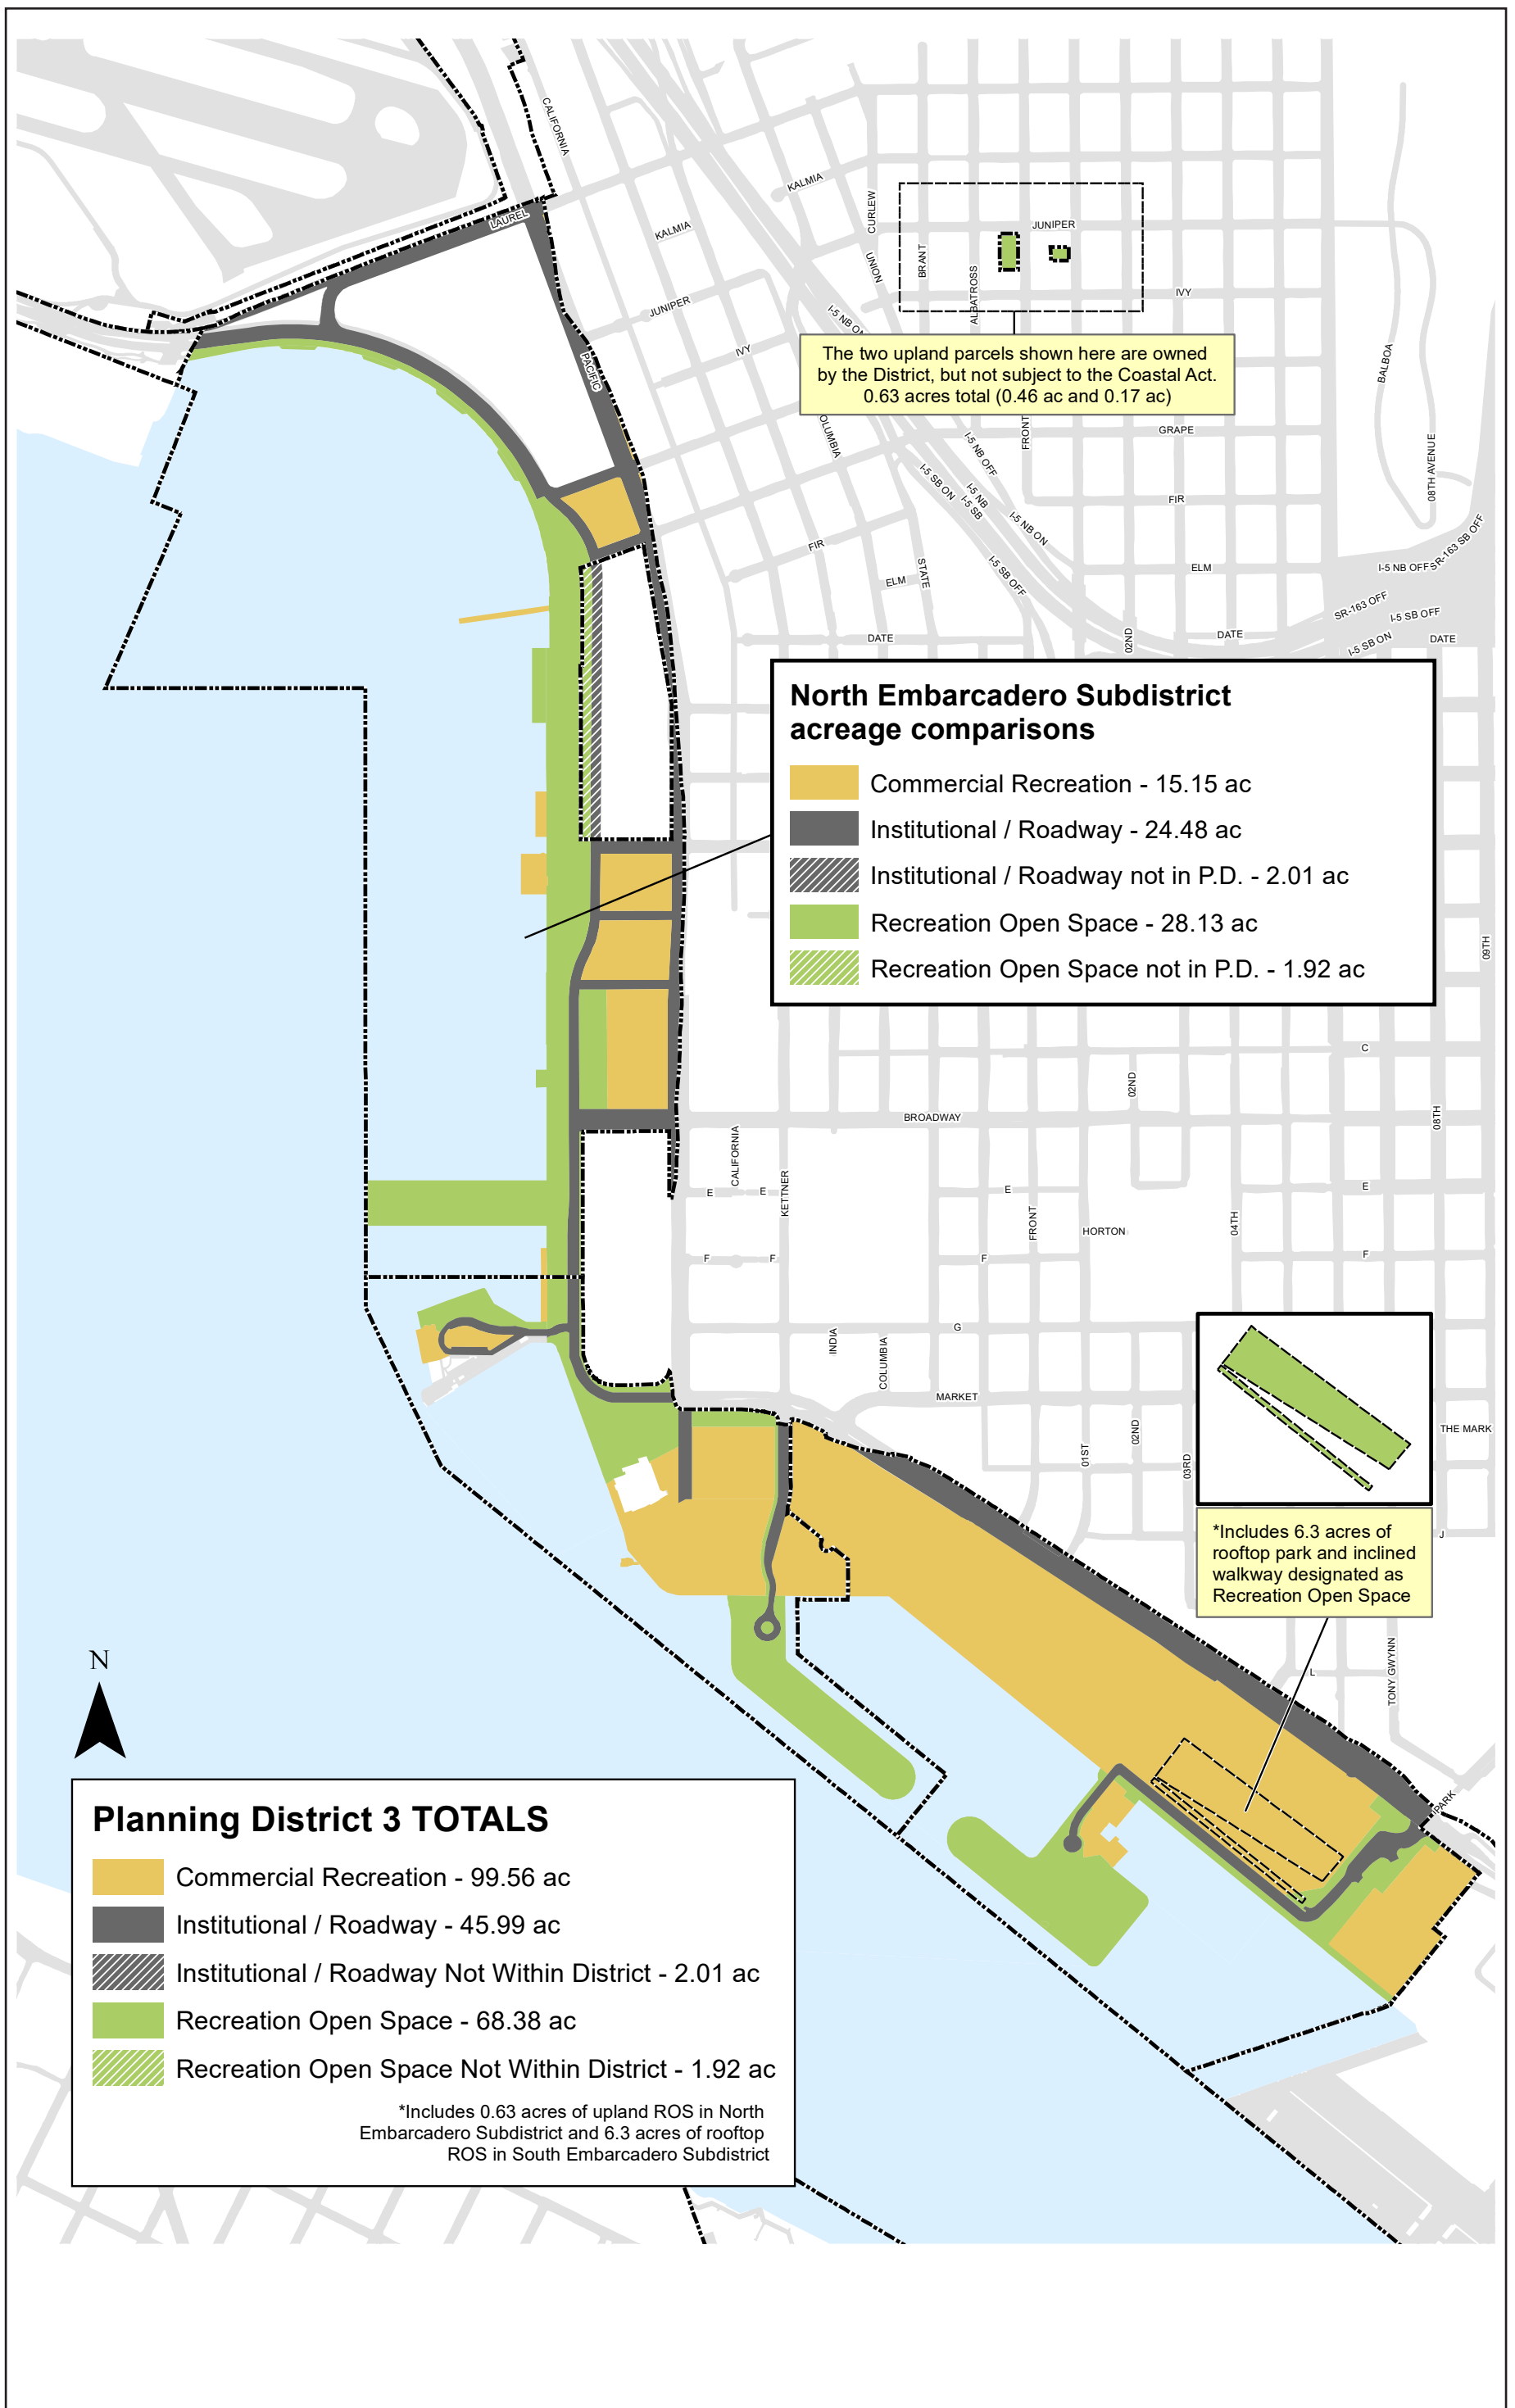 CALIFORNIA
KALMIA
LAUREL
CURLEW
KALMIA
JUNIPER
UNION
BRANT
ALBATROSS
JUNIPER
IVY
I-5 NB ON
IVY
PACIFIC
The two upland parcels shown here are owned
by the District, but not subject to the Coastal Act.
0.63 acres total (0.46 ac and 0.17 ac)
BALBOA
OLUMBIA
FRONT
GRAPE
I-5 NB OFF
I-5 SB ON
I-5 NB
I-5 SB
08TH AVENUE
FIR
I-5 NB ON
FIR
SR-163 SB OFF
STATE
ELM
I-5 SB OFF
ELM
I-5 NB OFF
SR-163 OFF
I-5 SB OFF
DATE
02ND
DATE
I-5 SB ON
DATE
North Embarcadero Subdistrict
acreage comparisons
Commercial Recreation - 15.15 ac
Institutional / Roadway - 24.48 ac
Institutional / Roadway not in P.D. - 2.01 ac
Recreation Open Space - 28.13 ac
Recreation Open Space not in P.D. - 1.92 ac
09TH
C
02ND
BROADWAY
08TH
CALIFORNIA
E
E
KETTNER
E
E
FRONT
HORTON
04TH
F
F
F
F
G
INDIA
COLUMBIA
MARKET
01ST
02ND
03RD
THE MARK
J
*Includes 6.3 acres of
rooftop park and inclined
walkway designated as
Recreation Open Space
L
TONY GWYNN
N
PARK
Planning District 3 TOTALS
Commercial Recreation - 99.56 ac
Institutional / Roadway - 45.99 ac
Institutional / Roadway Not Within District - 2.01 ac
Recreation Open Space - 68.38 ac
Recreation Open Space Not Within District - 1.92 ac
*Includes 0.63 acres of upland ROS in North
Embarcadero Subdistrict and 6.3 acres of rooftop
ROS in South Embarcadero Subdistrict